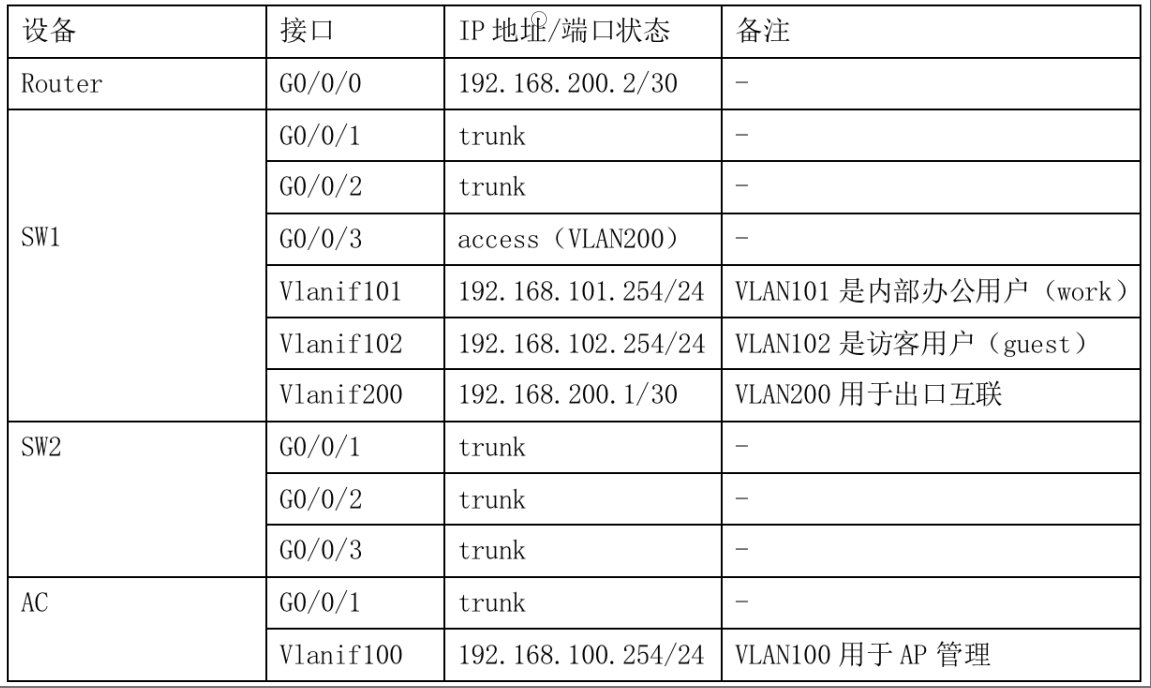 设备 接口 IP 地址/端口状态 备注
Router G0/0/0 192.168.200.2/30 -
SW1 G0/0/1 trunk -
G0/0/2 trunk -
G0/0/3 access（VLAN200） -
Vlanif101 192.168.101.254/24 VLAN101 是内部办公用户（work）
Vlanif102 192.168.102.254/24 VLAN102 是访客用户（guest）
Vlanif200 192.168.200.1/30 VLAN200 用于出口互联
SW2 G0/0/1 trunk -
G0/0/2 trunk -
G0/0/3 trunk -
AC G0/0/1 trunk -
Vlanif100 192.168.100.254/24 VLAN100 用于 AP 管理